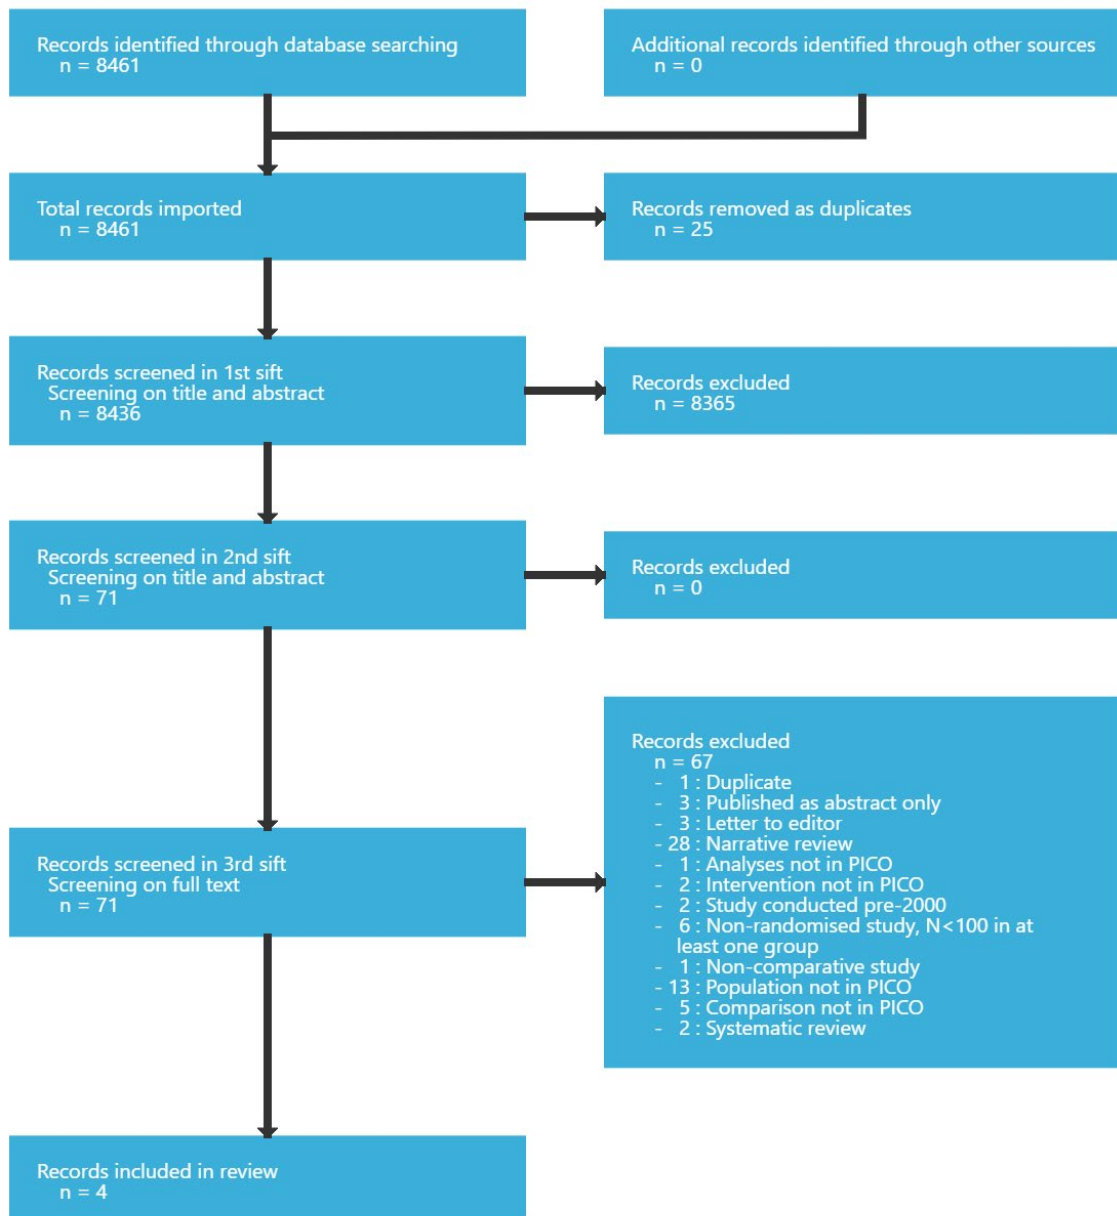 Records identified through database searching
n = 8461
Additional records identified through other sources
n = 0
Total records imported
n = 8461
Records removed as duplicates
n = 25
Records screened in 1st sift
Screening on title and abstract
n = 8436
Records excluded
n = 8365
Records screened in 2nd sift
Screening on title and abstract
n = 71
Records excluded
n = 0
Records screened in 3rd sift
Screening on full text
n = 71
Records excluded
n = 67
- 1 : Duplicate
- 3 : Published as abstract only
- 3 : Letter to editor
- 28 : Narrative review
- 1 : Analyses not in PICO
- 2 : Intervention not in PICO
- 2 : Study conducted pre-2000
- 6 : Non-randomised study, N<100 in at
least one group
- 1 : Non-comparative study
- 13 : Population not in PICO
- 5 : Comparison not in PICO
- 2 : Systematic review
Records included in review
n = 4